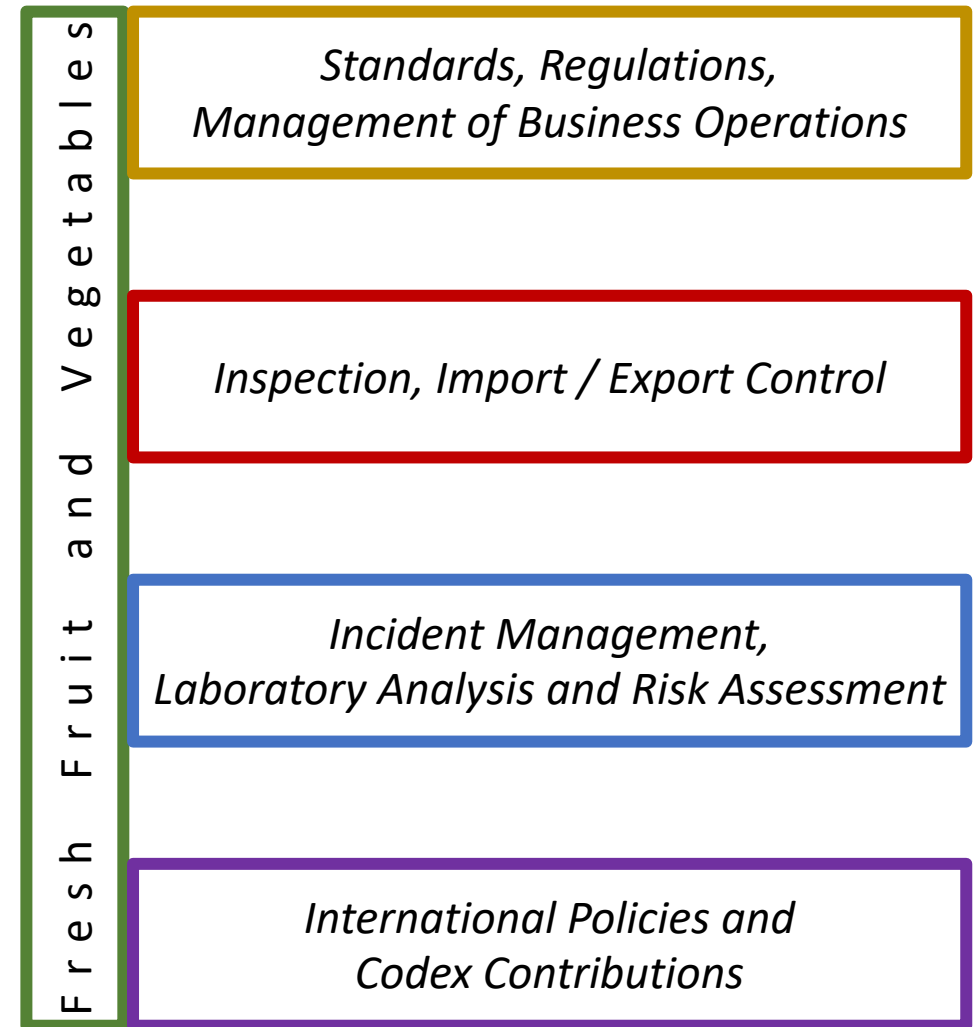 Fresh Fruit and Vegetables
Standards, Regulations,
Management of Business Operations
Inspection, Import / Export Control
Incident Management,
Laboratory Analysis and Risk Assessment
International Policies and
Codex Contributions